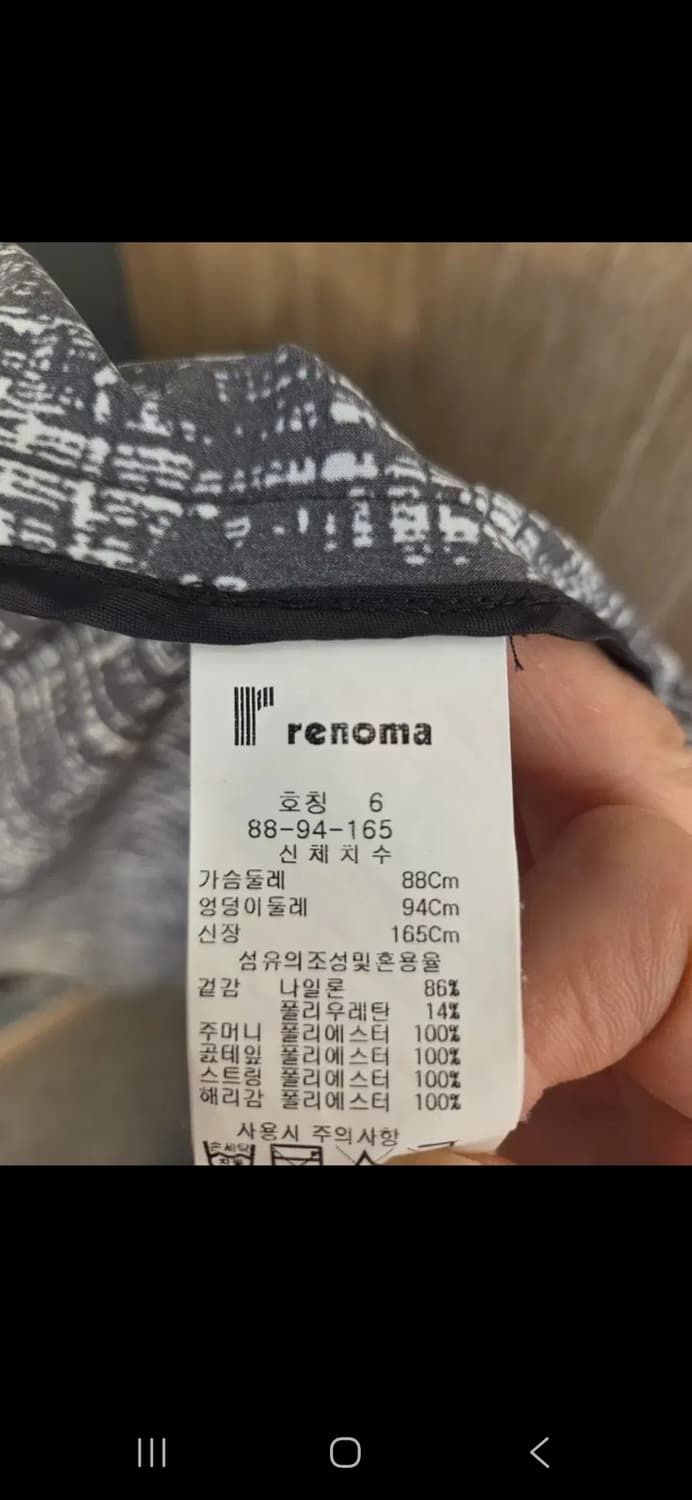 renoma
호칭 6
88-94-165
신체치수
가슴둘레 88Cm
엉덩이둘레 94Cm
신장 165Cm
섬유의조성및혼용율
겉감 나일론 86%
폴리우레탄 14%
주머니 폴리에스터 100%
곬테잎 폴리에스터 100%
스트링 폴리에스터 100%
해리감 폴리에스터 100%
사용시 주의사항
손세탁